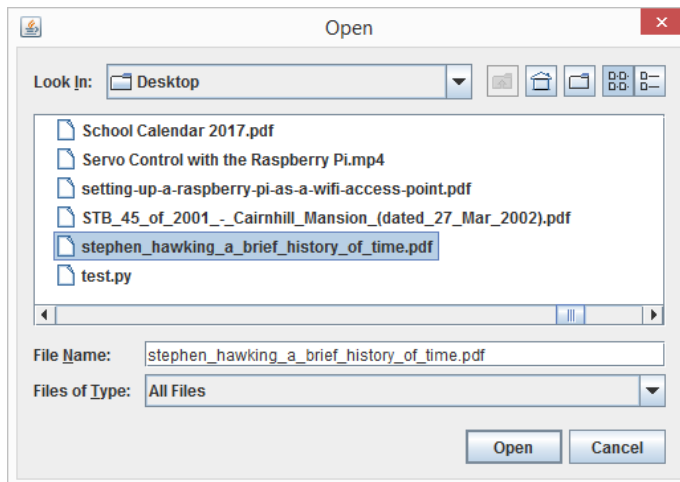 Open
Look In: Desktop
School Calendar 2017.pdf
Servo Control with the Raspberry Pi.mp4
setting-up-a-raspberry-pi-as-a-wifi-access-point.pdf
STB_45_of_2001_-_Cairnhill_Mansion_(dated_27_Mar_2002).pdf
stephen_hawking_a_brief_history_of_time.pdf
test.py
File Name: stephen_hawking_a_brief_history_of_time.pdf
Files of Type: All Files
Open Cancel